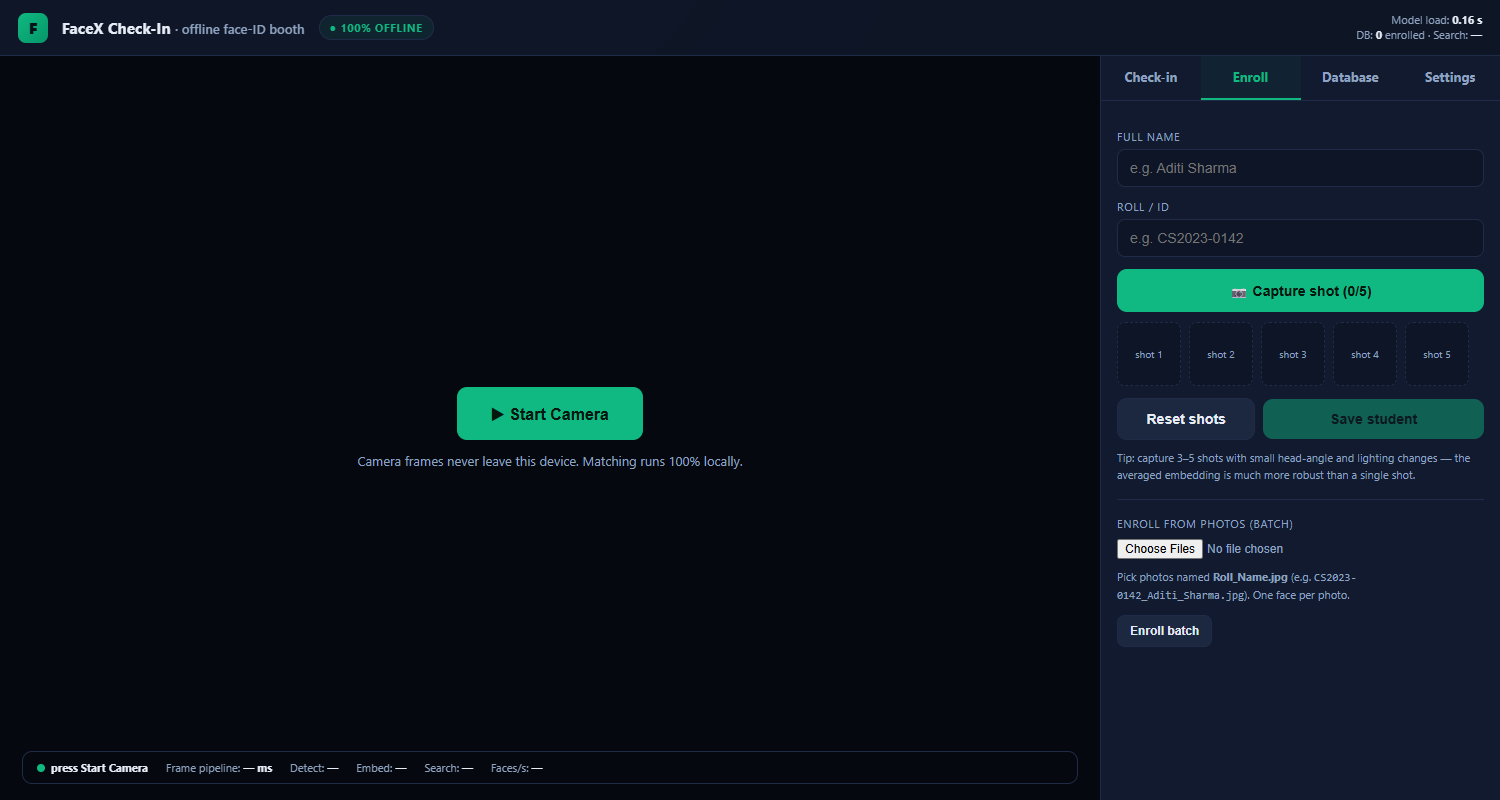 F
FaceX Check-In · offline face-ID booth
100% OFFLINE
Model load: 0.16 s
DB: 0 enrolled · Search: —
Check-in
Enroll
Database
Settings
FULL NAME
e.g. Aditi Sharma
ROLL / ID
e.g. CS2023-0142
Capture shot (0/5)
shot 1
shot 2
shot 3
shot 4
shot 5
Reset shots
Save student
Tip: capture 3–5 shots with small head-angle and lighting changes — the
averaged embedding is much more robust than a single shot.
ENROLL FROM PHOTOS (BATCH)
Choose Files No file chosen
Pick photos named Roll_Name.jpg (e.g. CS2023-
0142_Aditi_Sharma.jpg). One face per photo.
Enroll batch
▶ Start Camera
Camera frames never leave this device. Matching runs 100% locally.
press Start Camera
Frame pipeline: — ms
Detect: —
Embed: —
Search: —
Faces/s: —